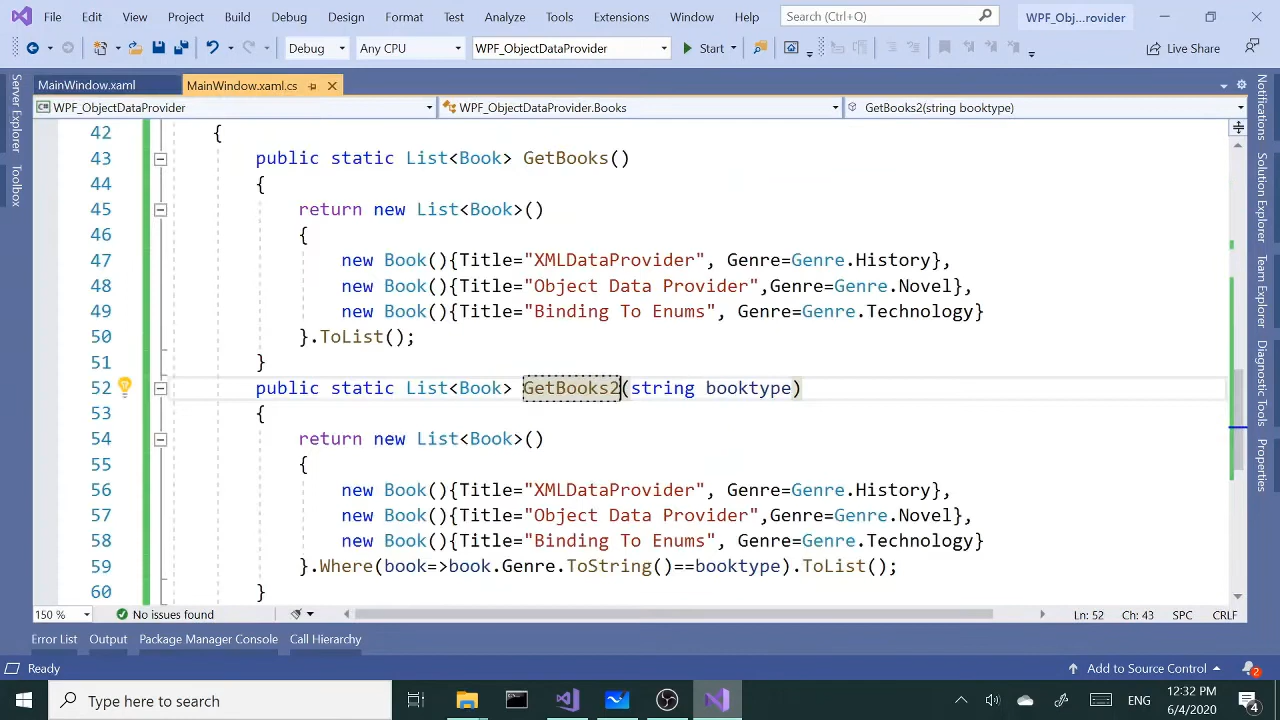 File Edit View Project Build Debug Design Format Test Analyze Tools Extensions Window Help Search (Ctrl+Q) WPF_Obj...rovider
Debug Any CPU WPF_ObjectDataProvider Start Live Share
MainWindow.xaml MainWindow.xaml.cs
WPF_ObjectDataProvider WPF_ObjectDataProvider.Books GetBooks2(string booktype)
Server Explorer
Toolbox
42 {
43 public static List<Book> GetBooks()
44 {
45 return new List<Book>()
46 {
47 new Book(){Title="XMLDataProvider", Genre=Genre.History},
48 new Book(){Title="Object Data Provider",Genre=Genre.Novel},
49 new Book(){Title="Binding To Enums", Genre=Genre.Technology}
50 }.ToList();
51 }
52 public static List<Book> GetBooks2(string booktype)
53 {
54 return new List<Book>()
55 {
56 new Book(){Title="XMLDataProvider", Genre=Genre.History},
57 new Book(){Title="Object Data Provider",Genre=Genre.Novel},
58 new Book(){Title="Binding To Enums", Genre=Genre.Technology}
59 }.Where(book=>book.Genre.ToString()==booktype).ToList();
60 }
Notifications
Solution Explorer
Team Explorer
Diagnostic Tools
Properties
150 % No issues found Ln: 52 Ch: 43 SPC CRLF
Error List Output Package Manager Console Call Hierarchy
Ready Add to Source Control 2
Type here to search ENG 12:32 PM
6/4/2020 4